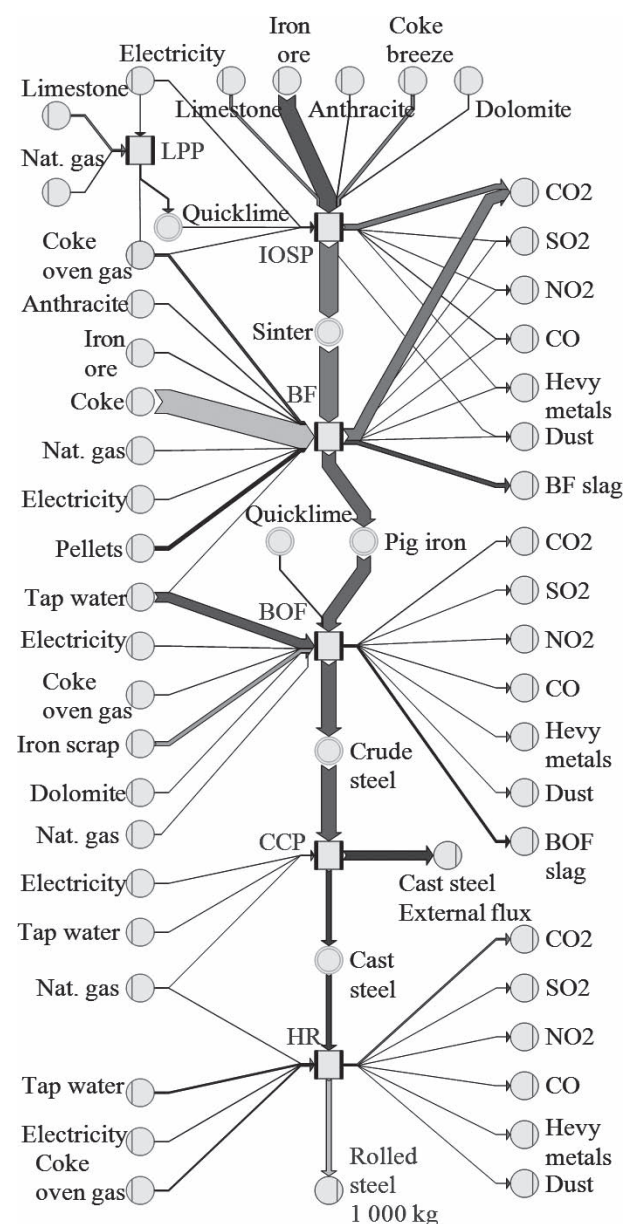 Electricity
Iron
ore
Coke
breeze
Limestone
Limestone
Anthracite
Dolomite
Nat. gas
LPP
Quicklime
CO2
SO2
NO2
CO
Hevy
metals
Dust
IOSP
Coke
oven gas
Anthracite
Iron
ore
Sinter
Coke
BF
Nat. gas
Electricity
BF slag
Pellets
Quicklime
Pig iron
CO2
SO2
NO2
CO
Hevy
metals
Dust
BOF
slag
Tap water
BOF
Electricity
Coke
oven gas
Iron scrap
Crude
steel
Dolomite
Nat. gas
CCP
Electricity
Cast steel
External flux
Tap water
Nat. gas
Cast
steel
CO2
SO2
NO2
CO
Hevy
metals
Dust
HR
Tap water
Electricity
Coke
oven gas
Rolled
steel
1 000 kg